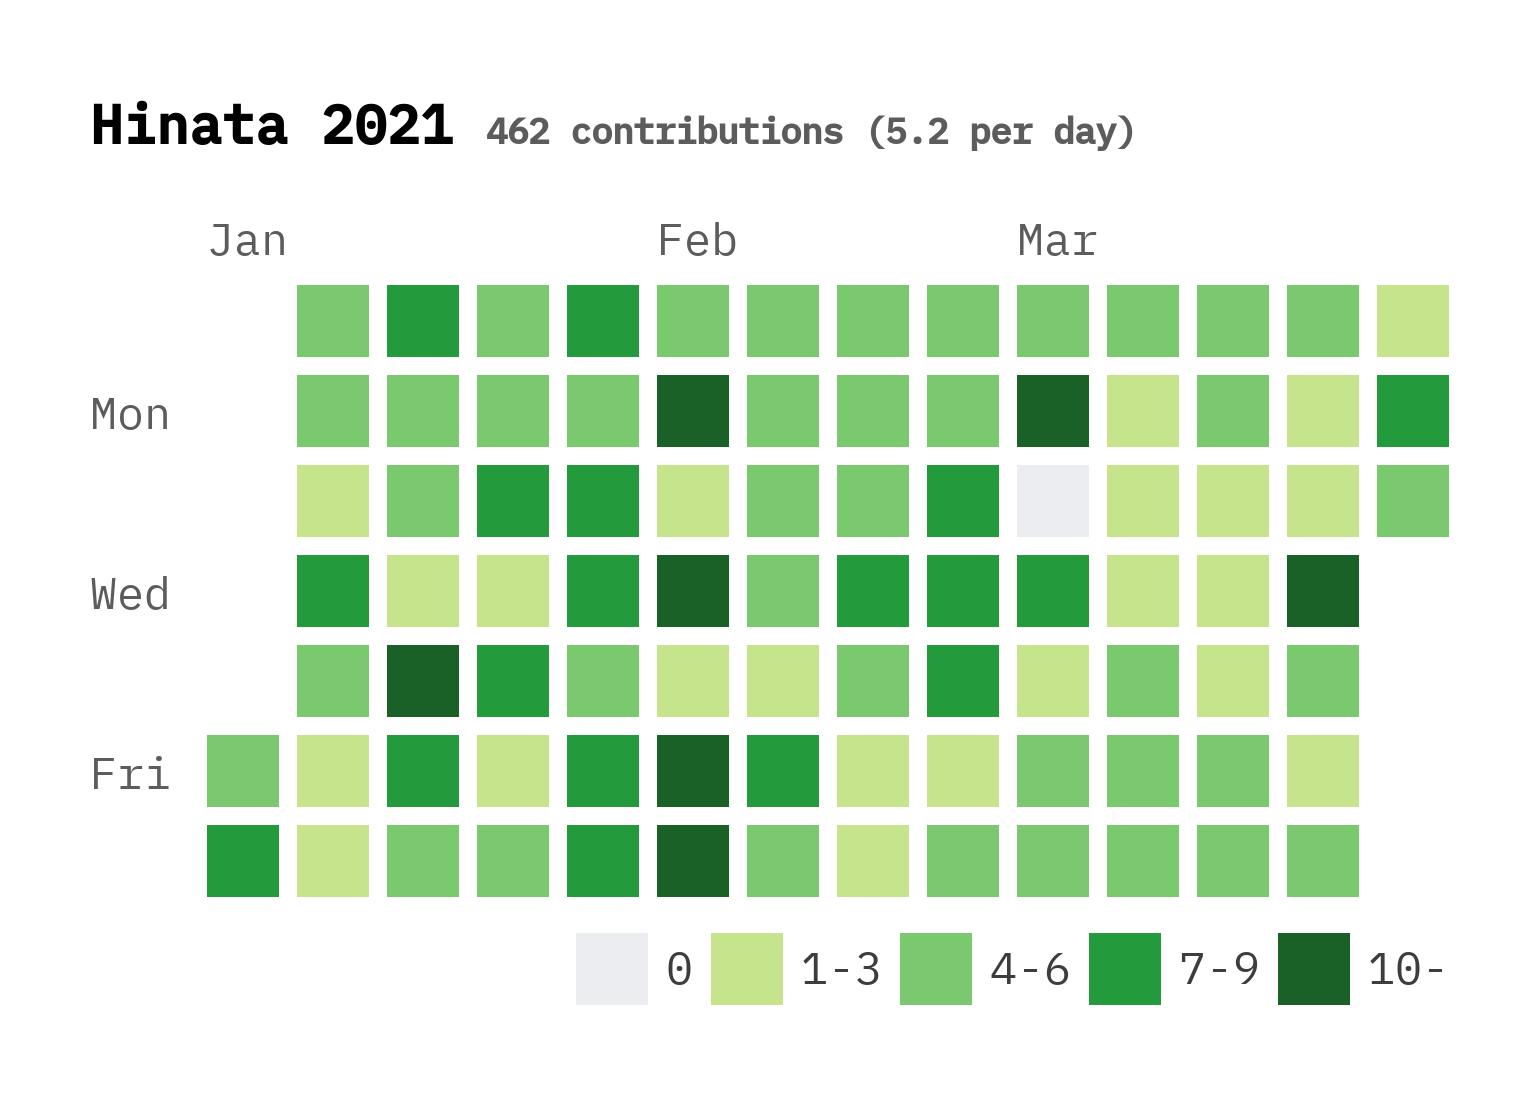 Hinata 2021 462 contributions (5.2 per day)
Jan Feb Mar
Mon
Wed
Fri
0 1-3 4-6 7-9 10-